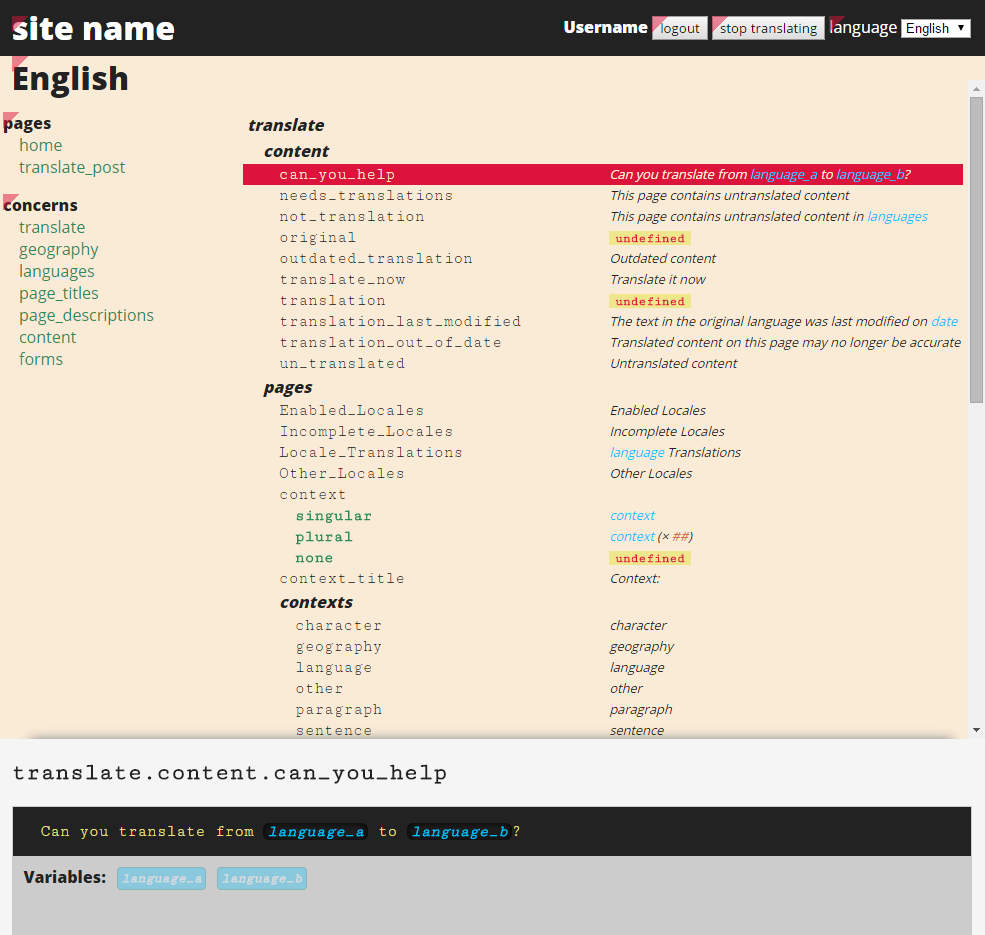 site name
Username logout stop translating language English
English
pages
home
translate_post
concerns
translate
geography
languages
page_titles
page_descriptions
content
forms
translate
content
can_you_help Can you translate from language_a to language_b?
needs_translations This page contains untranslated content
not_translation This page contains untranslated content in languages
original undefined
outdated_translation Outdated content
translate_now Translate it now
translation undefined
translation_last_modified The text in the original language was last modified on date
translation_out_of_date Translated content on this page may no longer be accurate
un_translated Untranslated content
pages
Enabled_Locales Enabled Locales
Incomplete_Locales Incomplete Locales
Locale_Translations language Translations
Other_Locales Other Locales
context
singular context
plural context (× ##)
none undefined
context_title Context:
contexts
character character
geography geography
language language
other other
paragraph paragraph
sentence sentence
translate.content.can_you_help
Can you translate from language_a to language_b?
Variables: language_a language_b